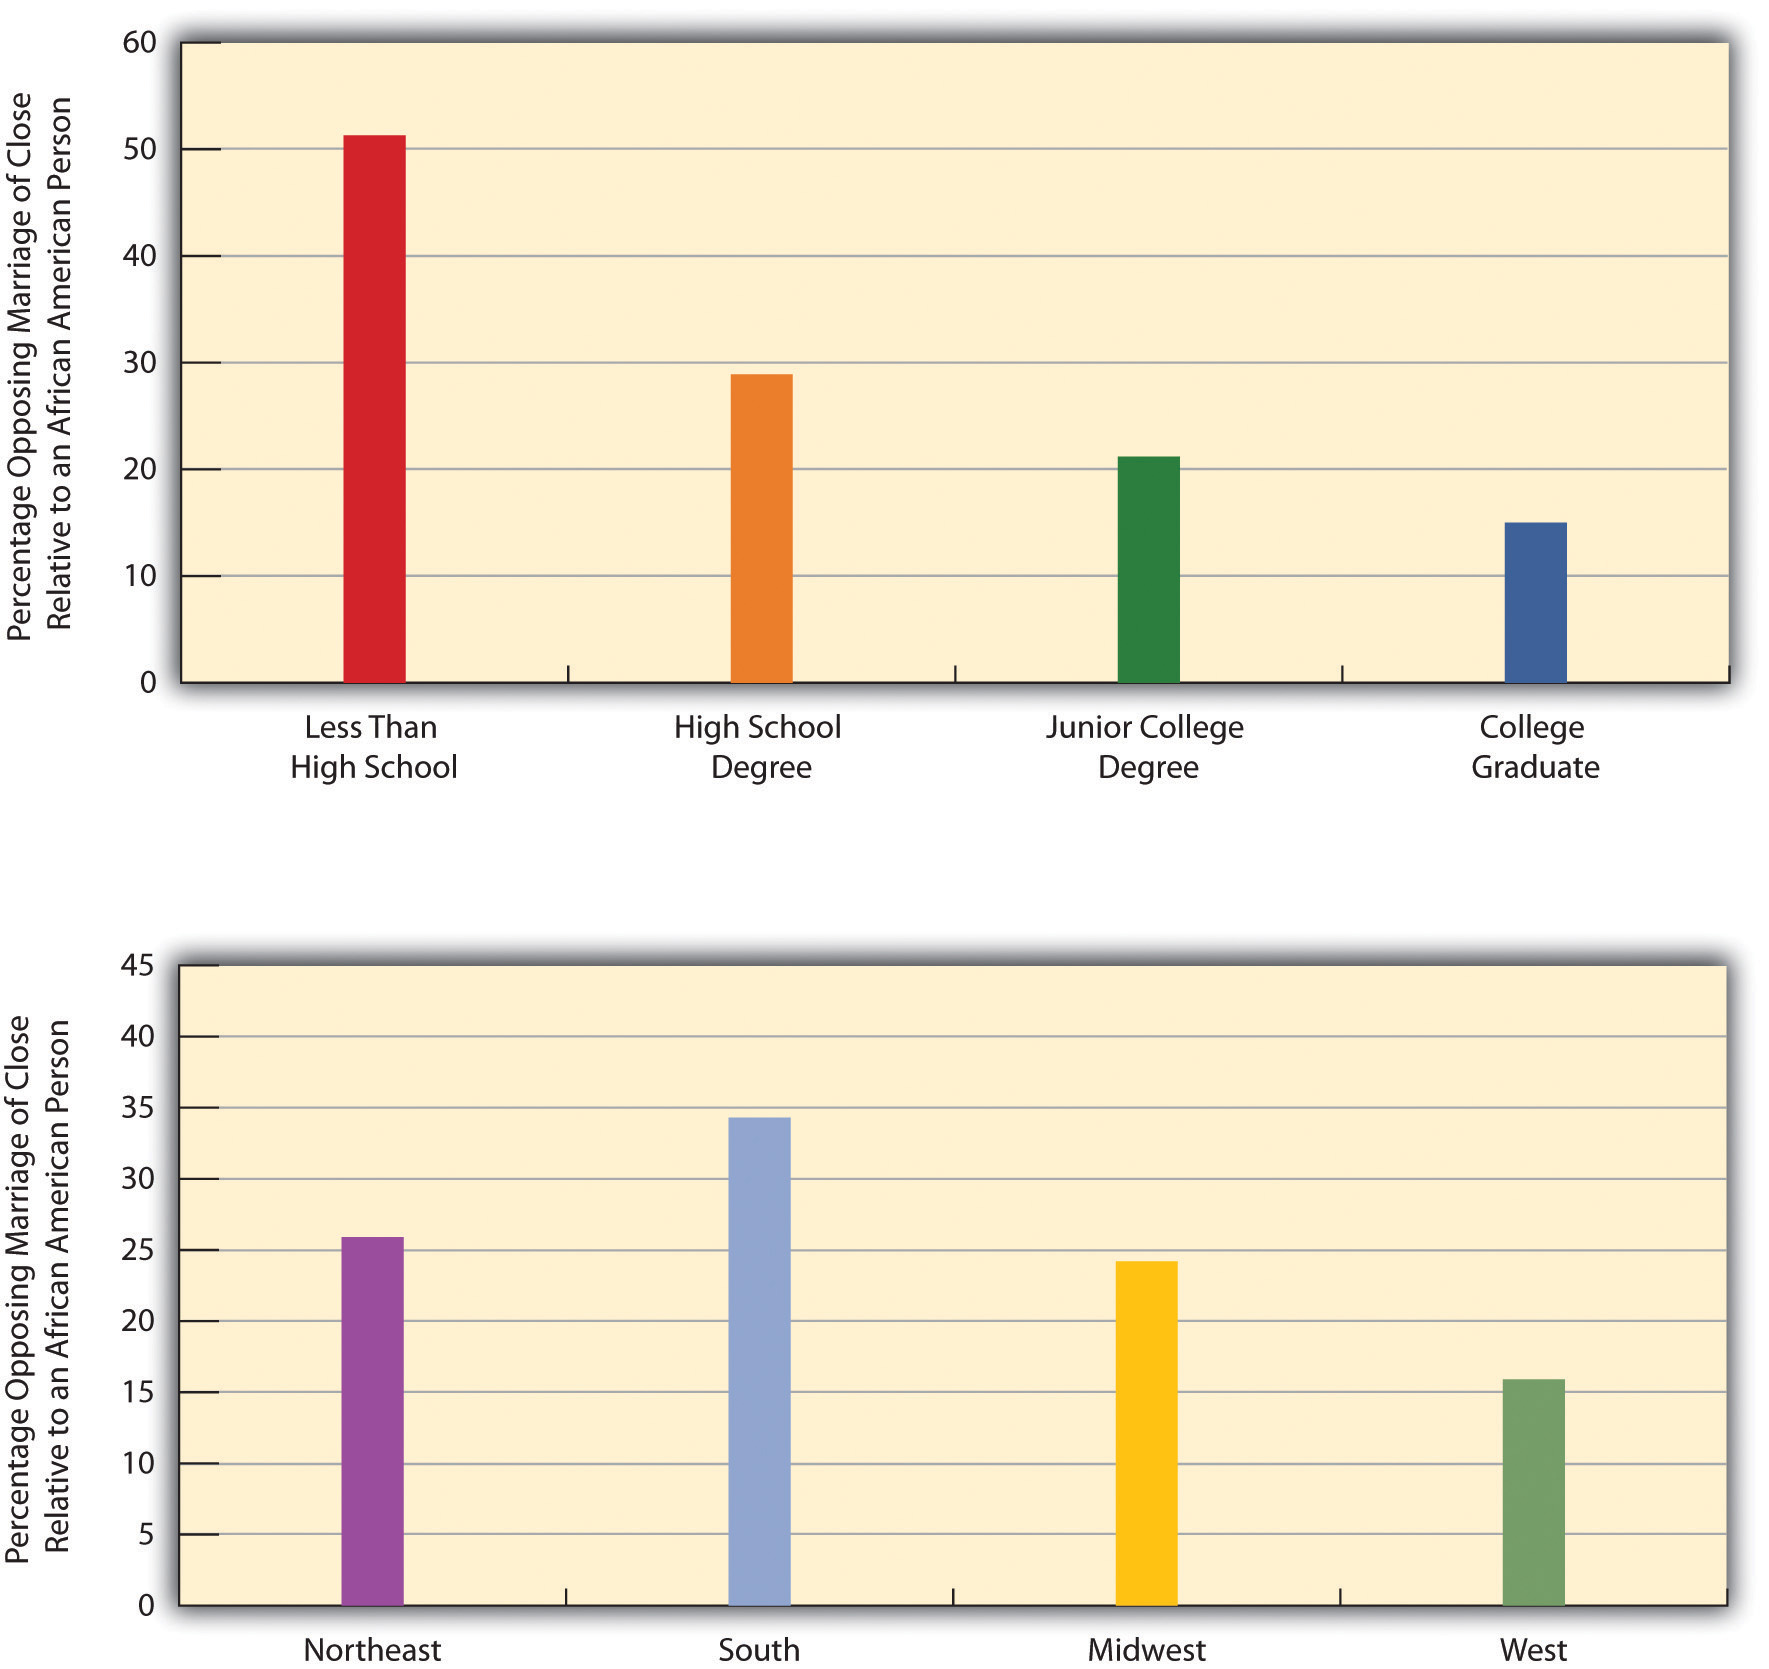 Percentage Opposing Marriage of Close
Relative to an African American Person
60
50
40
30
20
10
0
Less Than
High School
High School
Degree
Junior College
Degree
College
Graduate
Percentage Opposing Marriage of Close
Relative to an African American Person
45
40
35
30
25
20
15
10
5
0
Northeast
South
Midwest
West